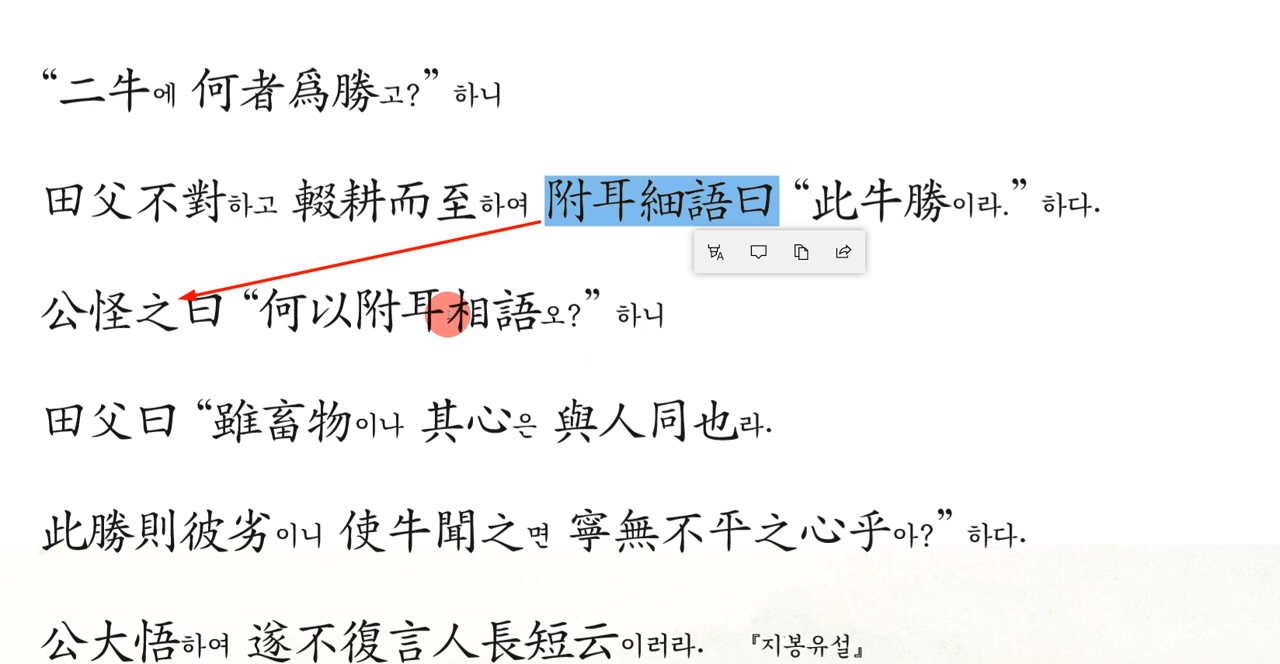 “二牛에 何者爲勝고?” 하니
田父不對하고 輟耕而至하여 附耳細語曰 “此牛勝이라.” 하다.
公怪之曰 “何以附耳相語오?” 하니
田父曰 “雖畜物이나 其心은 與人同也라.
此勝則彼劣이니 使牛聞之면 寧無不平之心乎아?” 하다.
公大悟하여 遂不復言人長短云이러라. 『지봉유설』